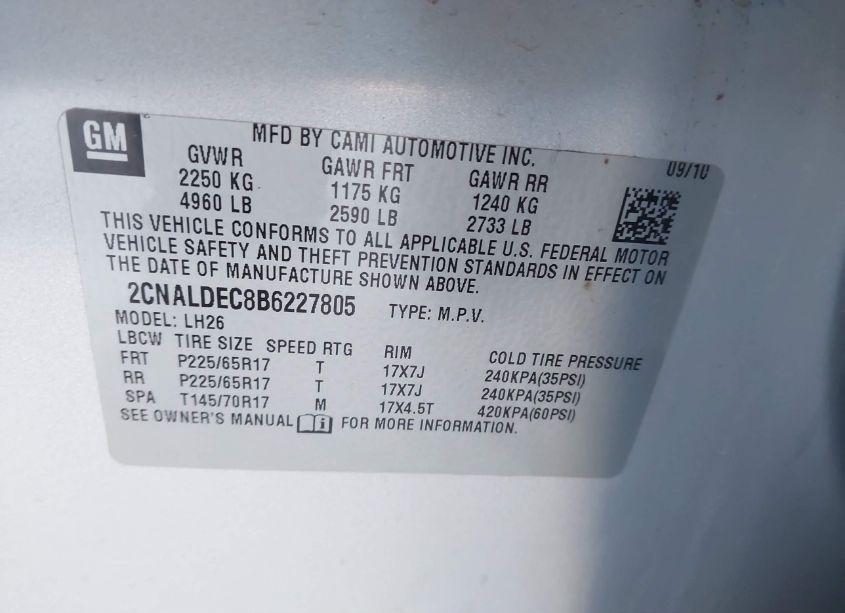 GM
MFD BY CAMI AUTOMOTIVE INC.
09/10
GVWR GAWR FRT GAWR RR
2250 KG 1175 KG 1240 KG
4960 LB 2590 LB 2733 LB
THIS VEHICLE CONFORMS TO ALL APPLICABLE U.S. FEDERAL MOTOR
VEHICLE SAFETY AND THEFT PREVENTION STANDARDS IN EFFECT ON
THE DATE OF MANUFACTURE SHOWN ABOVE.
2CNALDEC8B6227805 TYPE: M.P.V.
MODEL: LH26
LBCW TIRE SIZE SPEED RTG RIM COLD TIRE PRESSURE
FRT P225/65R17 T 17X7J 240KPA(35PSI)
RR P225/65R17 T 17X7J 240KPA(35PSI)
SPA T145/70R17 M 17X4.5T 420KPA(60PSI)
SEE OWNER'S MANUAL i FOR MORE INFORMATION.